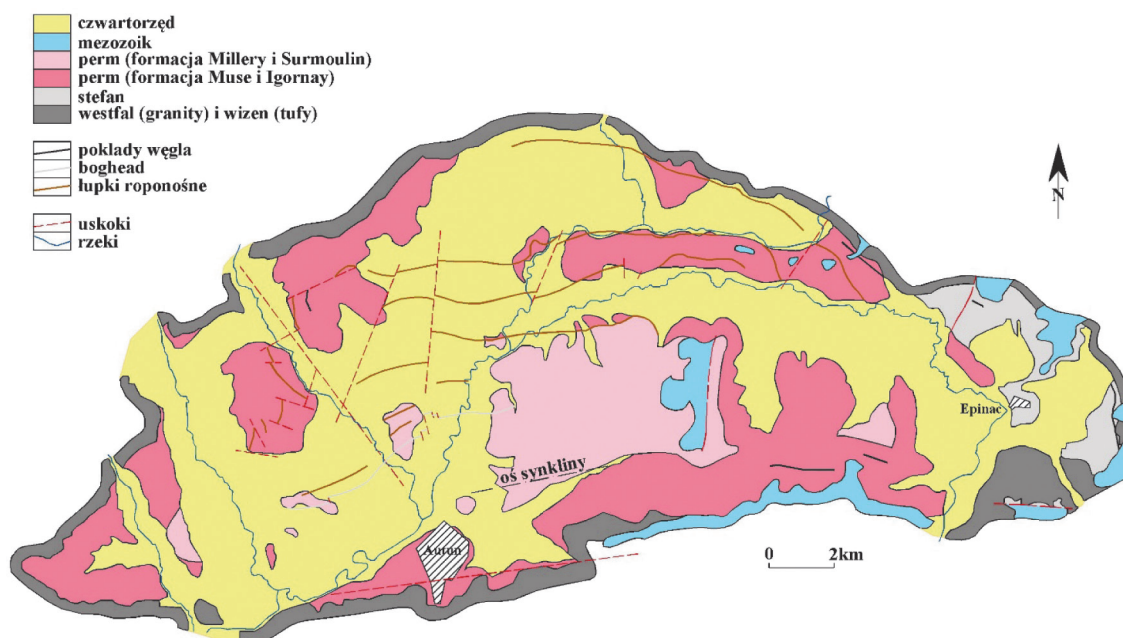 czwartorzęd
mezozoik
perm (formacja Millery i Surmoulin)
perm (formacja Muse i Igornay)
stefan
westfal (granity) i wizen (tufy)
pokłady węgla
boghead
łupki roponośne
uskoki
rzeki
N
Epinac
oś synkliny
Autun
0 2km